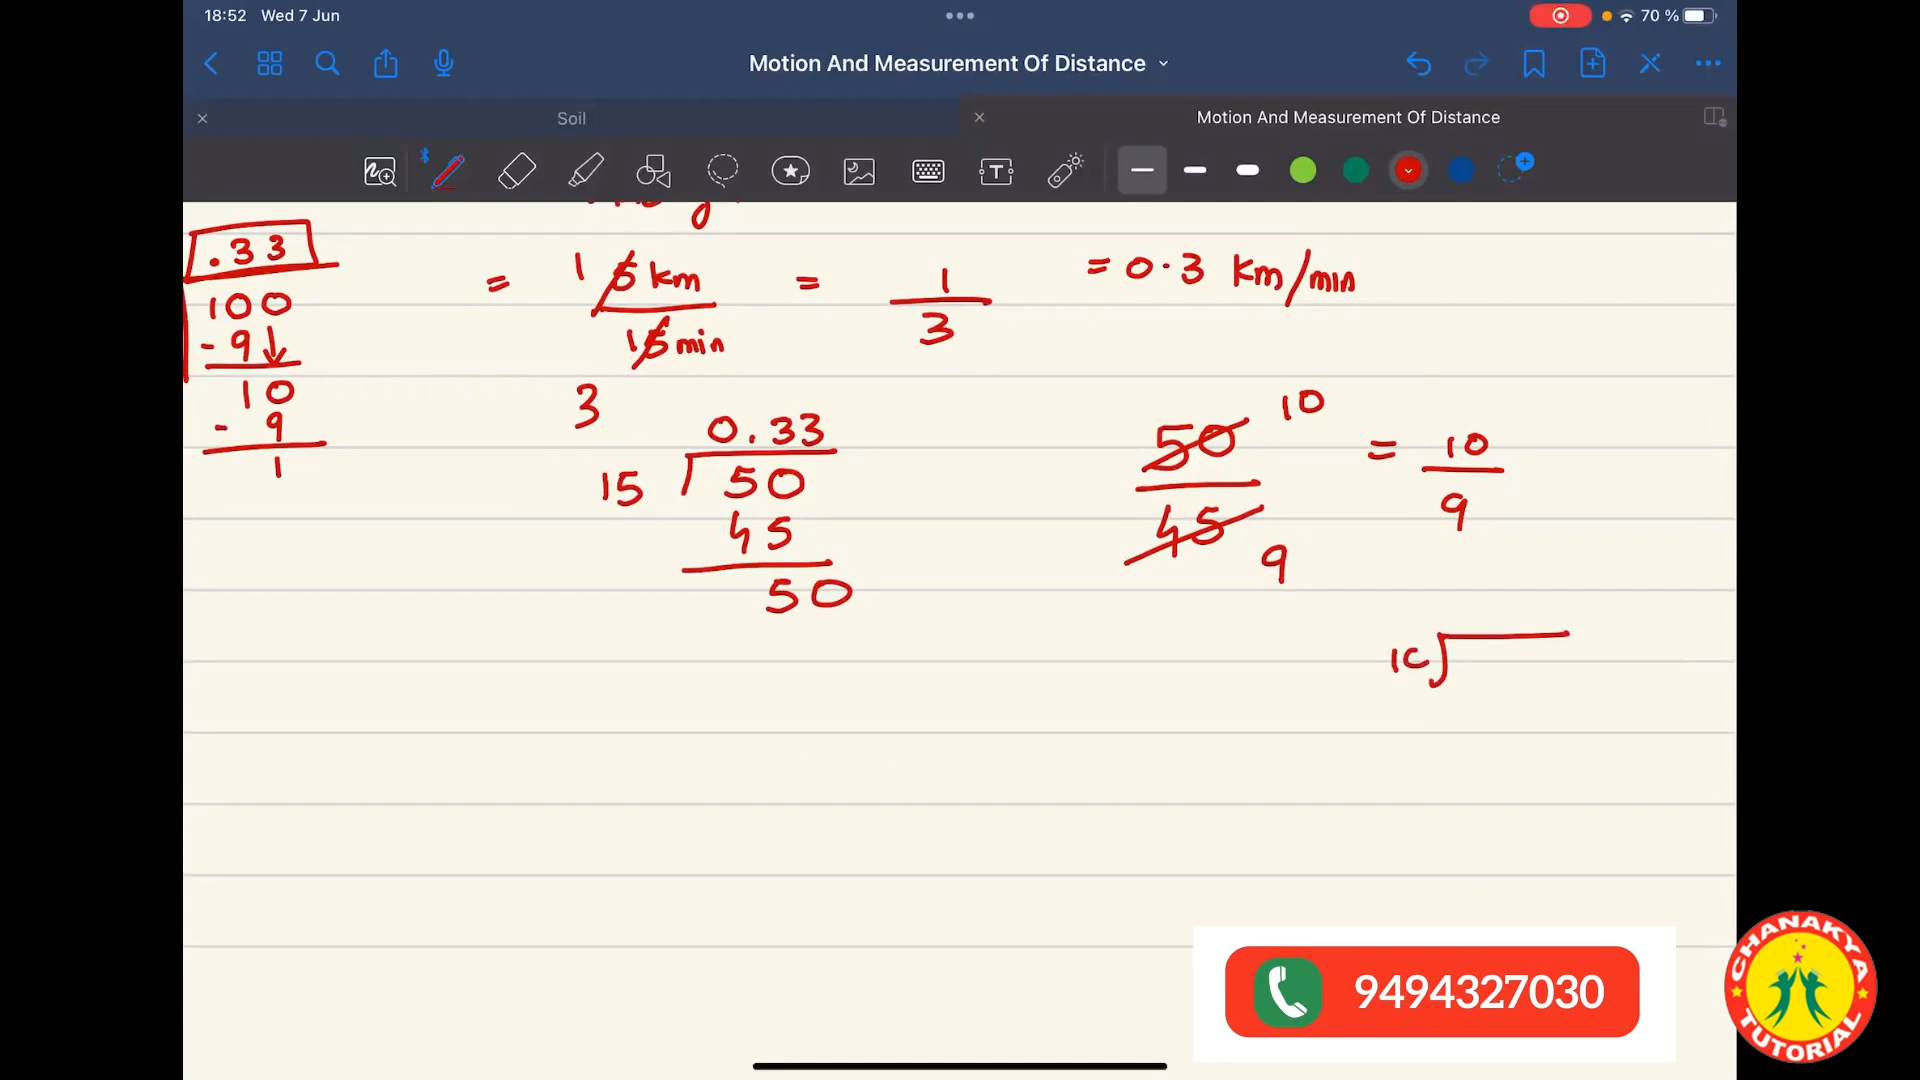 18:52 Wed 7 Jun
70 %
Motion And Measurement Of Distance
Soil
Motion And Measurement Of Distance
.33
100
- 9
10
- 9
1
= 1 5 km = 1 = 0.3 Km/min
15 min 3
3
0.33
15 50
45
50
50 10 = 10
45 9 9
9494327030
CHANAKYA
TUTORIAL